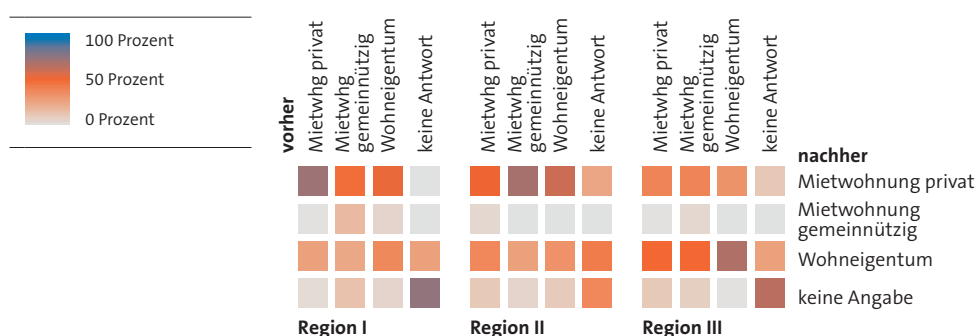 100 Prozent
50 Prozent
0 Prozent
vorher
Mietwhg privat
Mietwhg
gemeinnützig
Wohneigentum
keine Antwort
Mietwhg privat
Mietwhg
gemeinnützig
Wohneigentum
keine Antwort
Mietwhg privat
Mietwhg
gemeinnützig
Wohneigentum
keine Antwort
nachher
Mietwohnung privat
Mietwohnung
gemeinnützig
Wohneigentum
keine Angabe
Region I
Region II
Region III